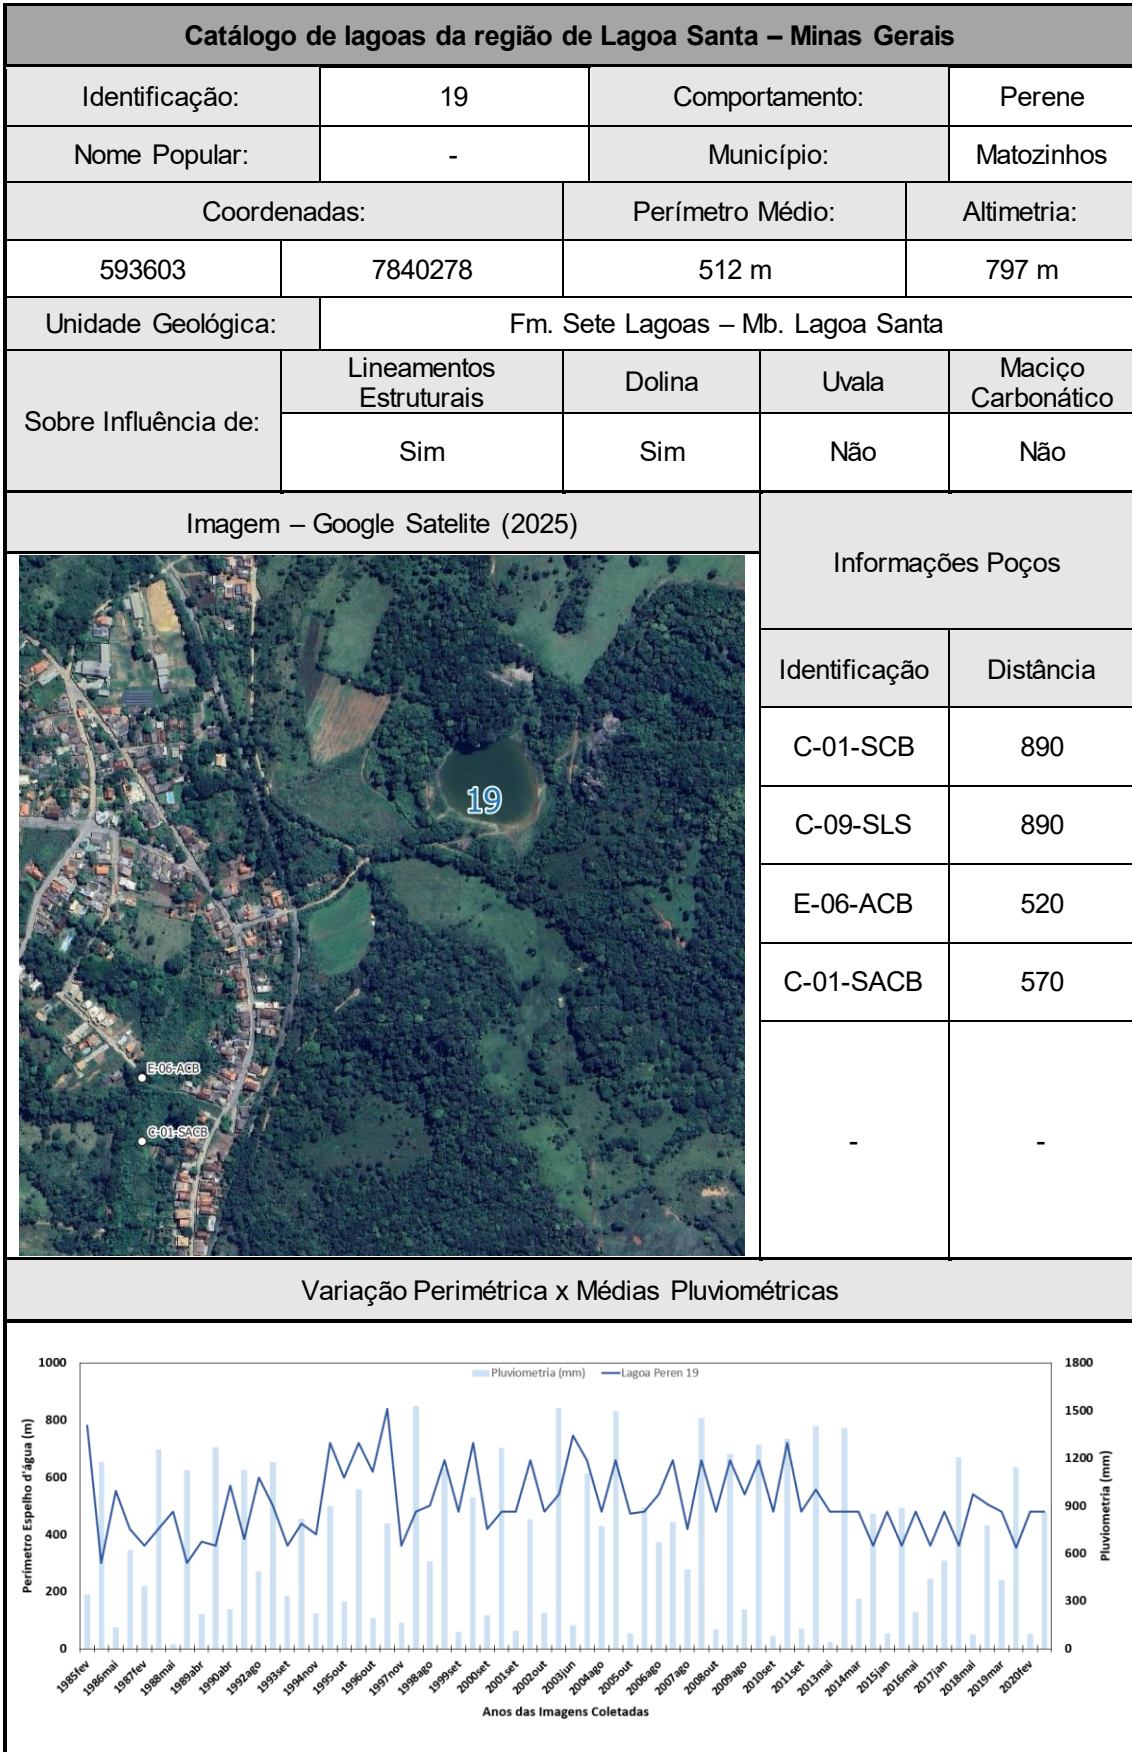 Catálogo de lagoas da região de Lagoa Santa – Minas Gerais
Identificação: 19 Comportamento: Perene
Nome Popular: - Município: Matozinhos
Coordenadas: Perímetro Médio: Altimetria:
593603 7840278 512 m 797 m
Unidade Geológica: Fm. Sete Lagoas – Mb. Lagoa Santa
Sobre Influência de:
Lineamentos Estruturais Dolina Uvala Maciço Carbonático
Sim Sim Não Não
Imagem – Google Satelite (2025)
19
E-06-ACB
C-01-SACB
Informações Poços
Identificação Distância
C-01-SCB 890
C-09-SLS 890
E-06-ACB 520
C-01-SACB 570
- -
Variação Perimétrica x Médias Pluviométricas
Pluviometria (mm) Lagoa Peren 19
Perímetro Espelho d'água (m)
1000
800
600
400
200
0
1800
1500
1200
900
600
300
0
Pluviometria (mm)
1985fev 1986mai 1987fev 1988mai 1989abr 1990abr 1992ago 1993set 1994nov 1995out 1996out 1997nov 1998ago 1999set 2000set 2001set 2002out 2003jun 2004ago 2005out 2006ago 2007ago 2008out 2009ago 2010set 2011set 2013mai 2014mar 2015jan 2016mai 2017jan 2018mai 2019mar 2020fev
Anos das Imagens Coletadas